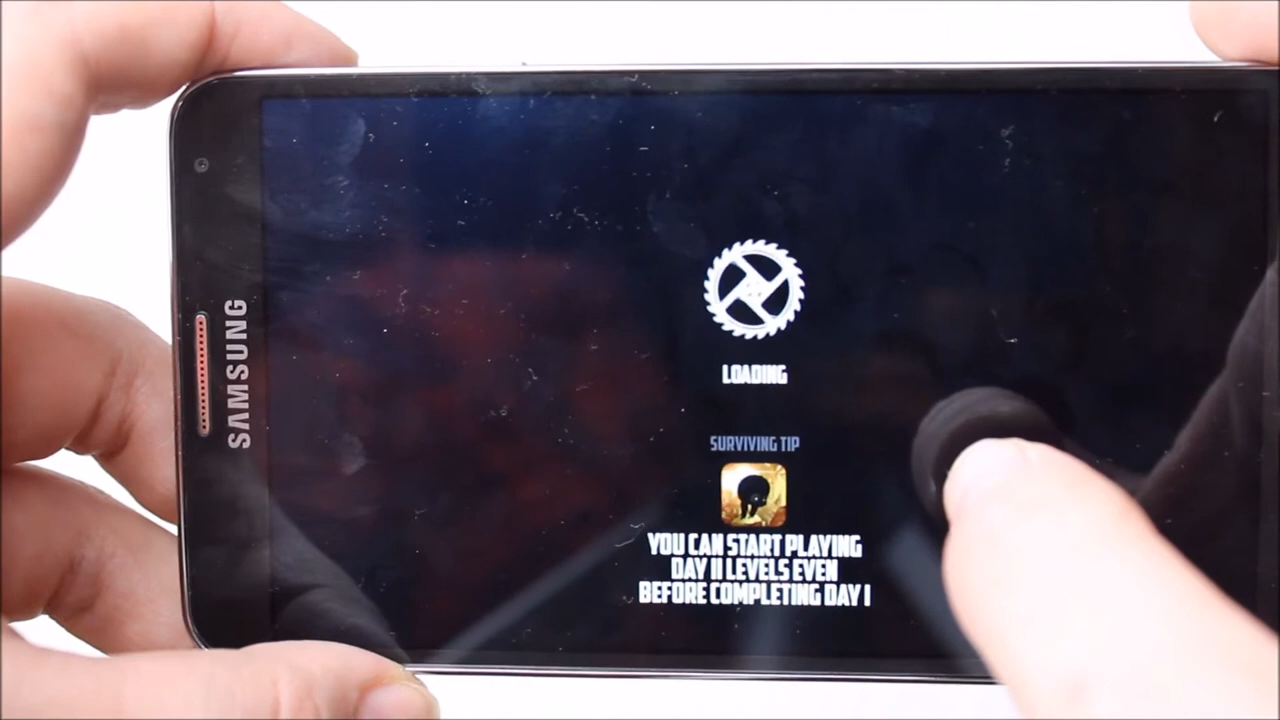 SAMSUNG
LOADING
SURVIVING TIP
YOU CAN START PLAYING
DAY II LEVELS EVEN
BEFORE COMPLETING DAY I